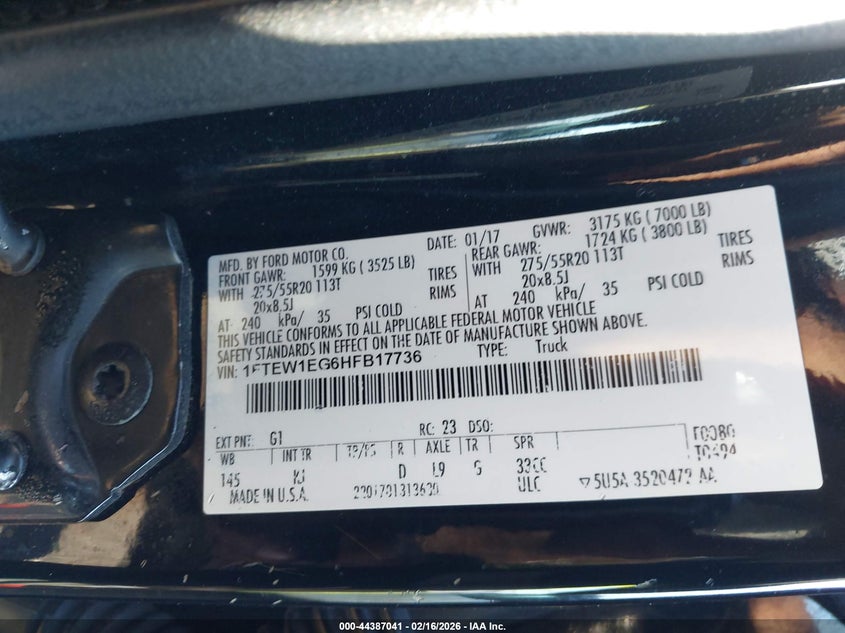 MFD. BY FORD MOTOR CO.
DATE: 01/17 GVWR: 3175 KG ( 7000 LB)
FRONT GAWR: 1599 KG ( 3525 LB)
REAR GAWR: 1724 KG ( 3800 LB)
WITH 275/55R20 113T TIRES
WITH 275/55R20 113T TIRES
20x8.5J RIMS
20x8.5J RIMS
AT 240 kPa/ 35 PSI COLD
AT 240 kPa/ 35 PSI COLD
THIS VEHICLE CONFORMS TO ALL APPLICABLE FEDERAL MOTOR VEHICLE
SAFETY STANDARDS IN EFFECT ON THE DATE OF MANUFACTURE SHOWN ABOVE.
VIN: 1FTEW1EG6HFB17736
TYPE: Truck
EXT PNT: G1 RC: 23 DSO:
WB INT TR R AXLE TR SPR
145 D L9 G
MADE IN U.S.A. ULC
000-44387041 - 02/16/2026 - IAA Inc.